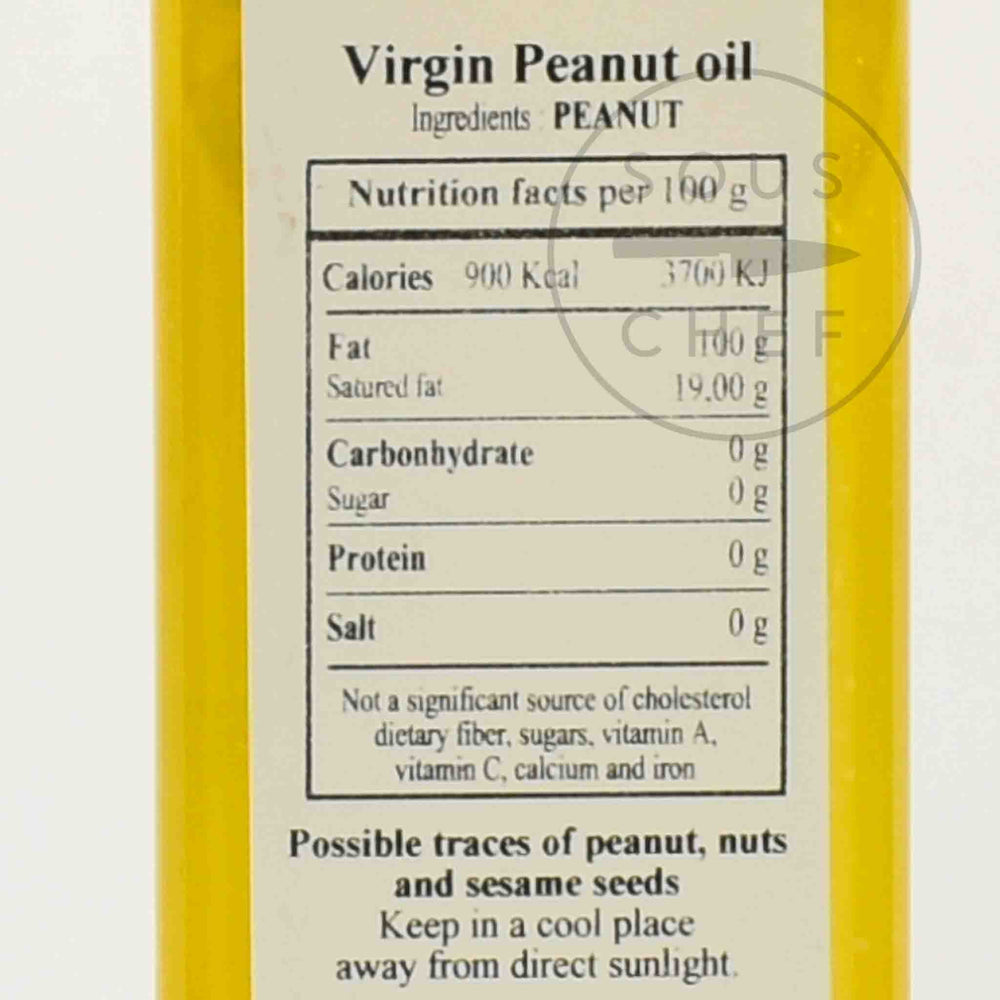 Virgin Peanut oil
Ingredients : PEANUT
Nutrition facts per 100 g
Calories 900 Kcal 3700 KJ
Fat 100 g
Satured fat 19.00 g
Carbonhydrate 0 g
Sugar 0 g
Protein 0 g
Salt 0 g
Not a significant source of cholesterol
dietary fiber, sugars, vitamin A,
vitamin C, calcium and iron
Possible traces of peanut, nuts
and sesame seeds
Keep in a cool place
away from direct sunlight.
SOUS
CHEF